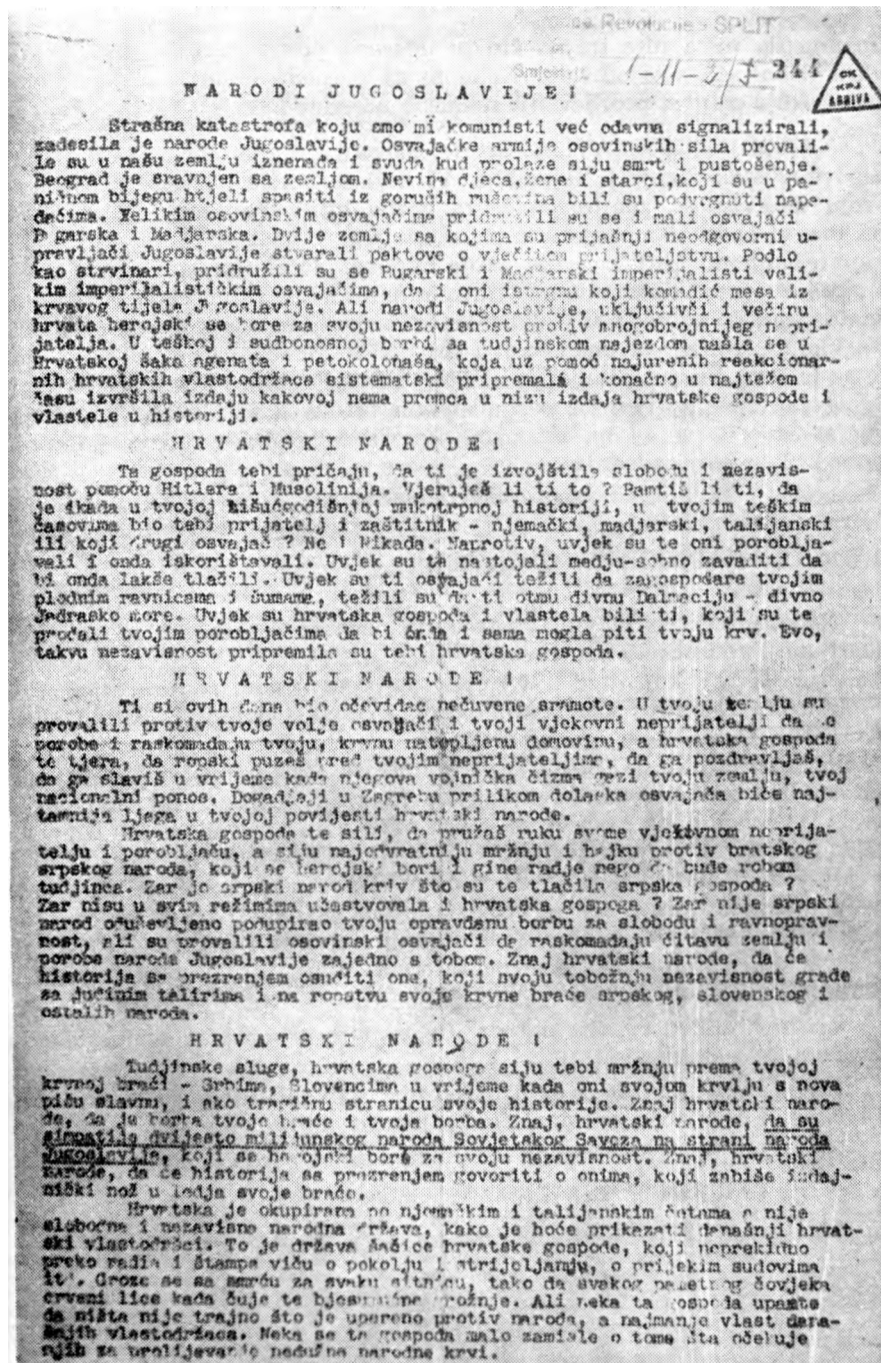 Revolucije - SPLIT
1-11-2/7 244
CK
KPJ
ARHIVA
NARODI JUGOSLAVIJE!
Strašna katastrofa koju smo mi komunisti već odavna signalizirali,
zadesila je narode Jugoslavije. Osvajačke armije osovinskih sila provali-
le su u našu zemlju iznenada i svuda kud prolaze siju smrt i pustošenje.
Beograd je sravnjen sa zemljom. Nevina djeca,žene i starci,koji su u pa-
ničnom bijegu htjeli spasiti iz gorućih ruševina bili su podvrgnuti napa-
dačima. Velikim osovinskim osvajačima pridružili su se i mali osvajači
Bugarska i Madjarska. Dvije zemlje sa kojima su prijašnji neodgovorni u-
pravljači Jugoslavije stvarali paktove o vječitom prijateljstvu. Podlo
kao strvinari, pridružili su se Bugarski i Madjarski imperijalisti veli-
kim imperijalističkim osvajačima, da i oni istrgnu koji komadić mesa iz
krvavog tijela Jugoslavije. Ali narodi Jugoslavije, uključivči i većinu
hrvata herojski se bore za svoju nezavisnost protiv mnogobrojnijeg nepri-
jatelja. U teškoj i sudbonosnoj borbi sa tudjinskom najezdom našla se u
Hrvatskoj šaka agenata i petokolonaša, koja uz pomoć najurenih reakcionar-
nih hrvatskih vlastodržaca sistematski pripremala i konačno u najtežem
času izvršila izdaju kakovoj nema premca u nizu izdaja hrvatske gospode i
vlastele u historiji.
HRVATSKI NARODE!
Ta gospoda tebi pričaju, da ti je izvojštila slobodu i nezavis-
nost pomoću Hitlera i Musolinija. Vjeruješ li ti to ? Pamtiš li ti, da
je ikada u tvojoj hiљudgodišnjoj mukotrpnoj historiji, u tvojim teškim
časovima bio tebi prijatelj i zaštitnik - njemački, madjarski, talijanski
ili koji drugi osvajač ? Ne ! Nikada. Naprotiv, uvjek su te oni poroblja-
vali i onda iskorištavali. Uvjek su te nastojali medju-sobno zavaditi da
bi onda lakše tlačili. Uvjek su ti osvajači težili da zagospodare tvojim
plodnim ravnicama i šumama, težili su da ti otmu divnu Dalmaciju - divno
Jadrasko more. Uvjek su hrvatska gospoda i vlastela bili ti, koji su te
prodali tvojim porobljačima da bi onda i sama mogla piti tvoju krv. Evo,
takvu nezavisnost pripremila su tebi hrvatska gospoda.
HRVATSKI NARODE !
Ti si ovih dana bio očevidac nečuvene sramote. U tvoju zemlju su
provalili protiv tvoje volje osvajači i tvoji vjekovni neprijatelji da te
porobe i raskomadaju tvoju, krvnu natopljenu domovinu, a hrvatska gospoda
te tjera, da ropski puzeš pred tvojim neprijateljima, da ga pozdravljaš,
da ga slaviš u vrijeme kada njegova vojnička čizma gazi tvoju zemlju, tvoj
nacionalni ponos. Dogadjaji u Zagrebu prilikom dolaska osvajača biće naj-
tamnija ljaga u tvojoj povijesti hrvatski narode.
Hrvatska gospoda te sili, da pružaš ruku svome vjekovnom neprija-
telju i porobljaču, a siju najodvratniju mržnju i hajku protiv bratskog
srpskog naroda, koji se herojski bori i gine radje nego da bude robom
tudjinca. Zar je srpski narod kriv što su te tlačila srpska gospoda ?
Zar nisu u svim režimima učestvovala i hrvatska gospoga ? Zar nije srpski
narod oduševljeno podupirao tvoju opravdanu borbu za slobodu i ravnoprav-
nost, ali su provalili osovinski osvajači da raskomadaju čitavu zemlju i
porobe naroda Jugoslavije zajedno s tobom. Znaj hrvatski narode, da će
historija sa prezrenjem osuditi one, koji svoju tobožnju nezavisnost grade
za judinim talirima i na ropstvu svoje krvne braće srpskog, slovenskog i
ostalih naroda.
HRVATSKI NARODE !
Tudjinske sluge, hrvatska gospoda siju tebi mržnju prema tvojoj
krvnoj braći - Srbima, Slovencima u vrijeme kada oni svojom krvlju s nova
pišu slavnu, i ako tragičnu stranicu svoje historije. Znaj hrvatski naro-
de, da je borba tvoje braće i tvoja borba. Znaj, hrvatski narode, da su
simpatije dvijesto milijunskog naroda Sovjetskog Saveza na strani naroda
Jugoslavije, koji se herojski bore za svoju nezavisnost. Znaj, hrvatski
narode, da će historija sa prezrenjem govoriti o onima, koji zabiše izdaj-
nički nož u ledja svoje braće.
Hrvatska je okupirana po njemačkim i talijanskim četama a nije
slobodna i nezavisna narodna država, kako je hoće prikazati današnji hrvat-
ski vlastodršci. To je država šačice hrvatske gospode, koji neprekidno
preko radia i štampe viču o pokolju i strijeljanju, o prijekim sudovima
itd. Groze se sa smrću za svaku sitnicu, tako da svakog pametnog čovjeka
crveni lice kada čuje te bjesomučne prožnje. Ali neka ta gospoda upamte
da ništa nije trajno što je upereno protiv naroda, a najmanje vlast dana-
šnjih vlastodržaca. Neka se ta gospoda malo zamisle o tome šta očekuje
njih za prolijevanje nedužne narodne krvi.